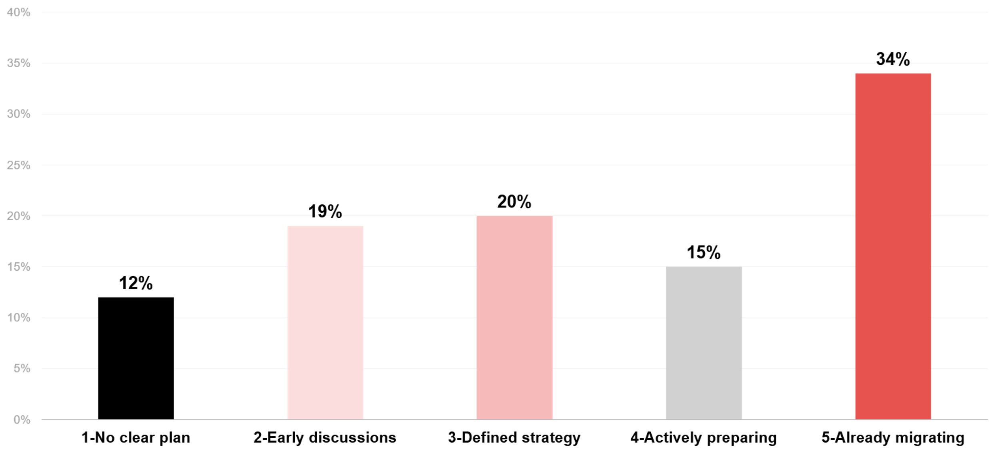 40%
35%
30%
25%
20%
15%
10%
5%
0%
12%
19%
20%
15%
34%
1-No clear plan
2-Early discussions
3-Defined strategy
4-Actively preparing
5-Already migrating